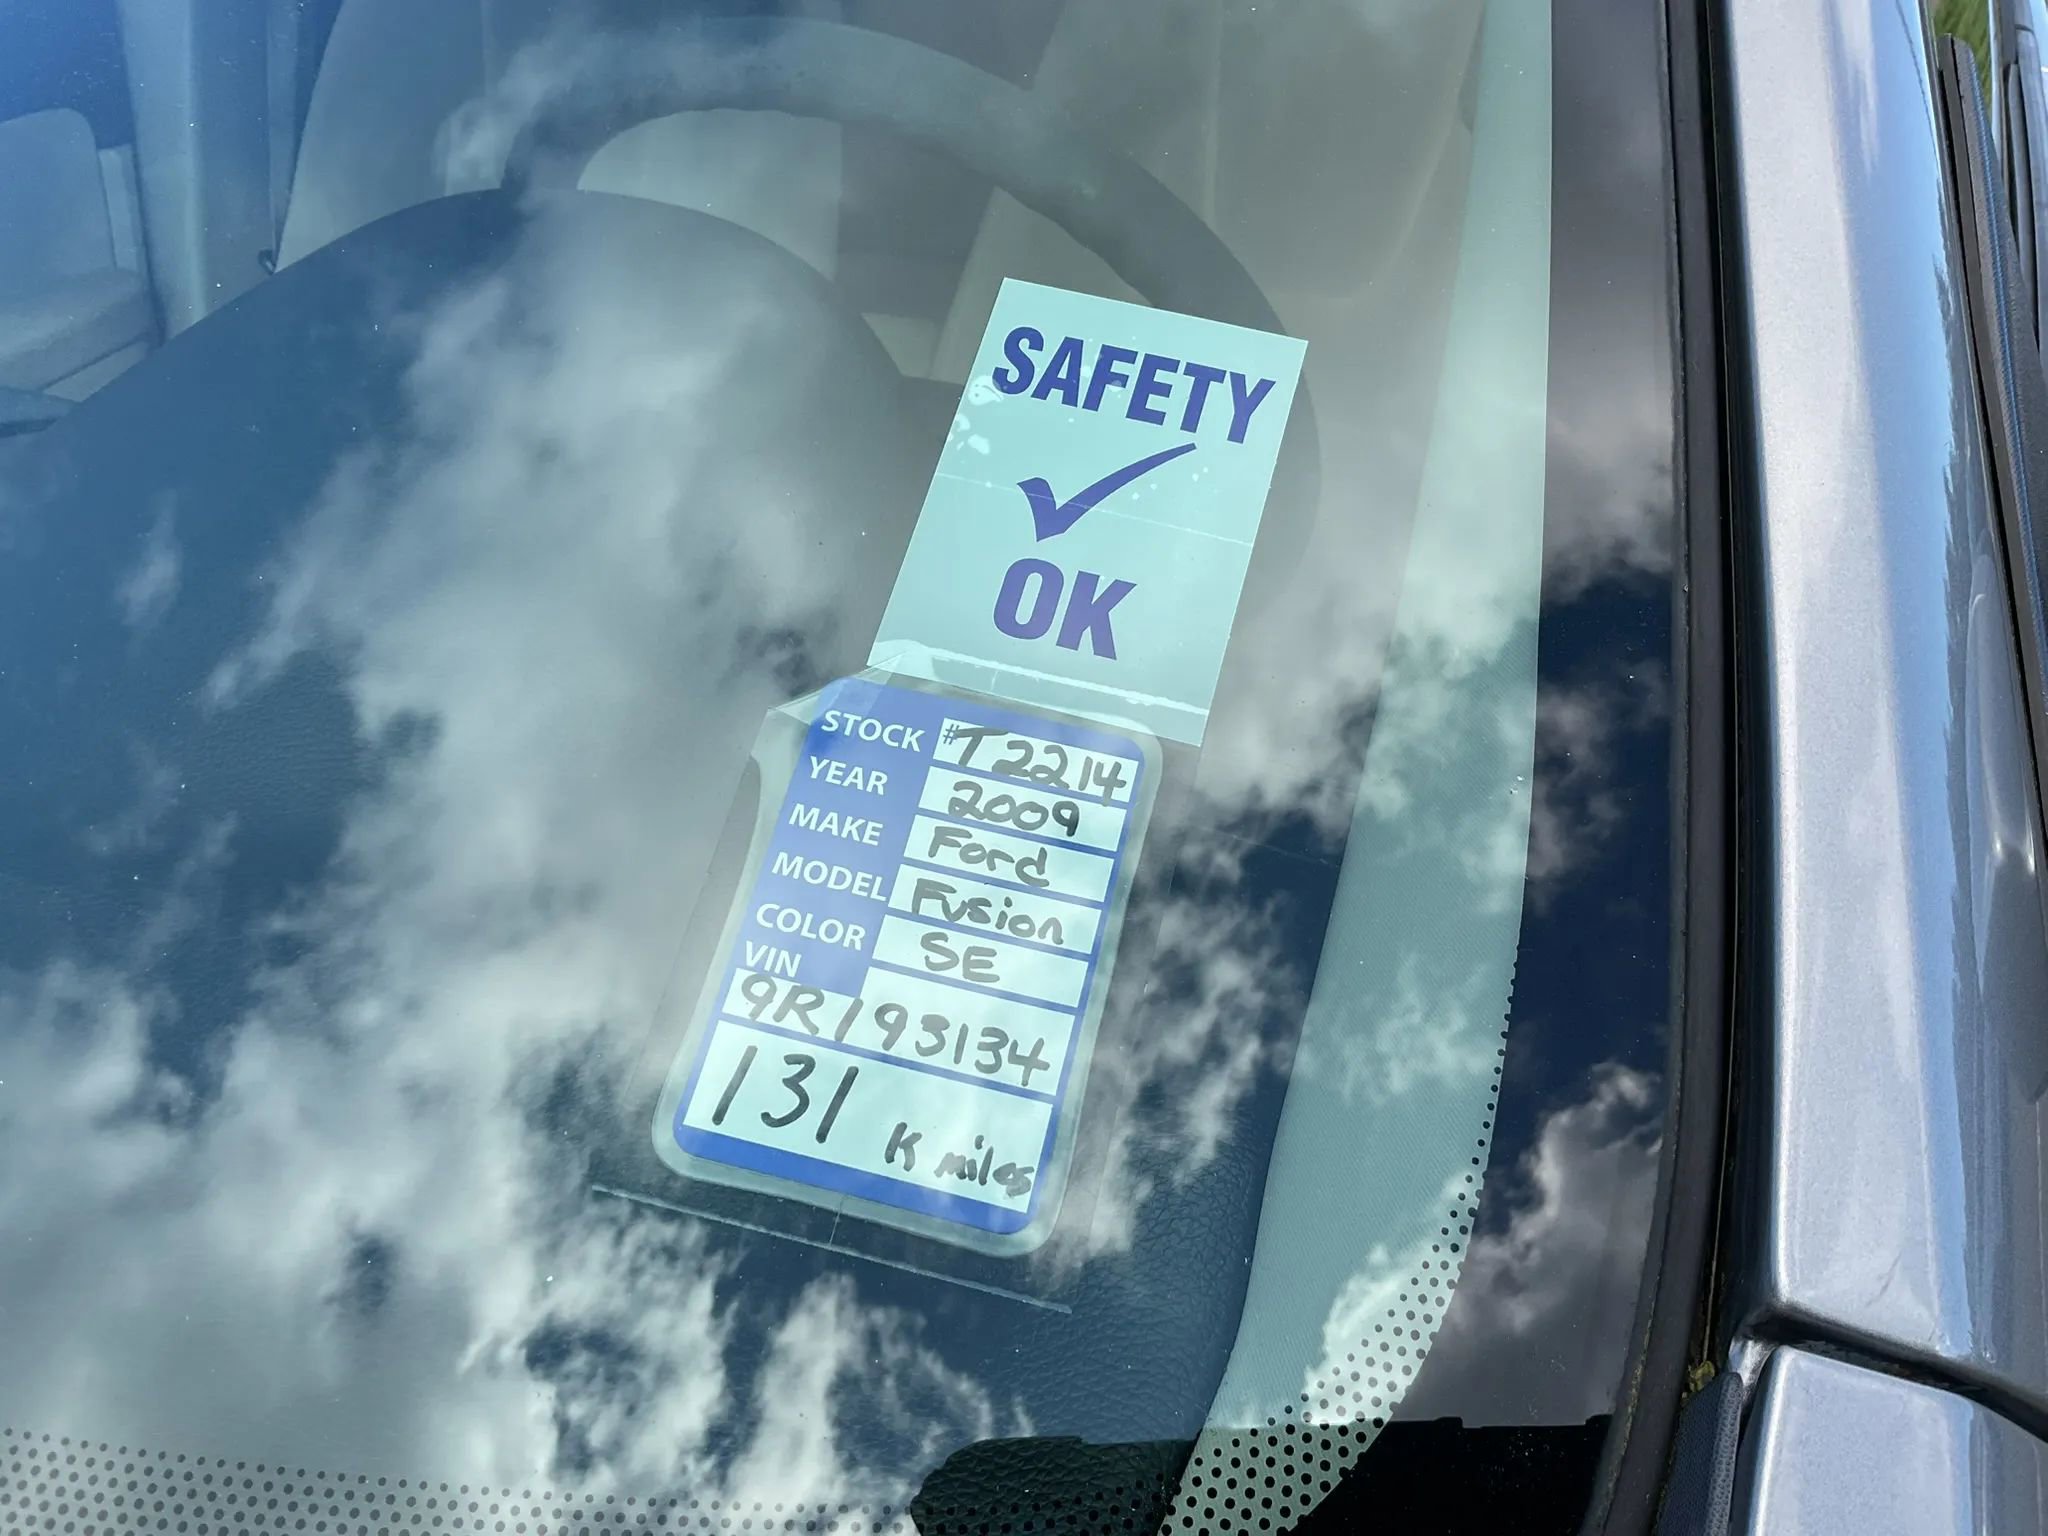 SAFETY
OK
STOCK #T2214
YEAR 2009
MAKE Ford
MODEL Fusion
COLOR SE
VIN
9R193134
131 K miles